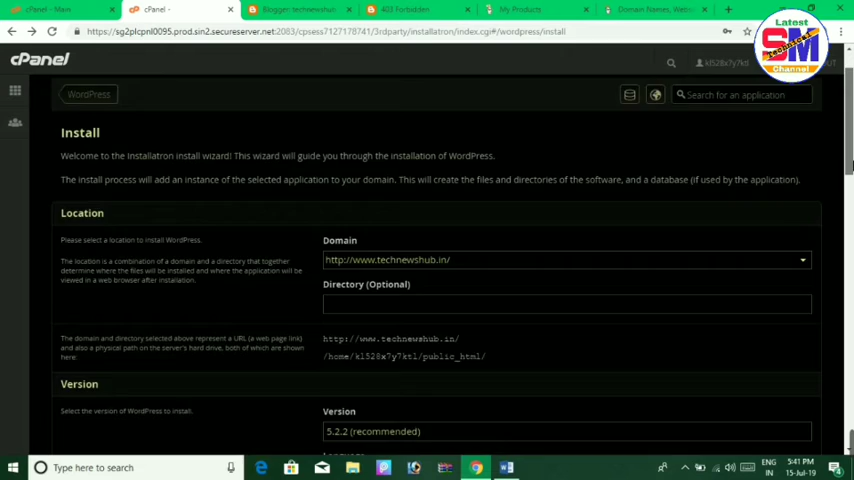 cPanel - Main
cPanel -
Blogger: technewshub
403 Forbidden
My Products
Domain Names, Websi
https://sg2plcpnl0095.prod.sin2.secureserver.net:2083/cpsess7127178741/3rdparty/installatron/index.cgi#/wordpress/install
Latest
SM
Technical
Channel
cPanel
kl528x7y7ktl
WordPress
Search for an application
Install
Welcome to the Installatron install wizard! This wizard will guide you through the installation of WordPress.
The install process will add an instance of the selected application to your domain. This will create the files and directories of the software, and a database (if used by the application).
Location
Please select a location to install WordPress.
The location is a combination of a domain and a directory that together
determine where the files will be installed and where the application will be
viewed in a web browser after installation.
Domain
http://www.technewshub.in/
Directory (Optional)
The domain and directory selected above represent a URL (a web page link)
and also a physical path on the server's hard drive, both of which are shown
here:
http://www.technewshub.in/
/home/kl528x7y7ktl/public_html/
Version
Select the version of WordPress to install.
Version
5.2.2 (recommended)
Type here to search
ENG
IN
5:41 PM
15-Jul-19
4